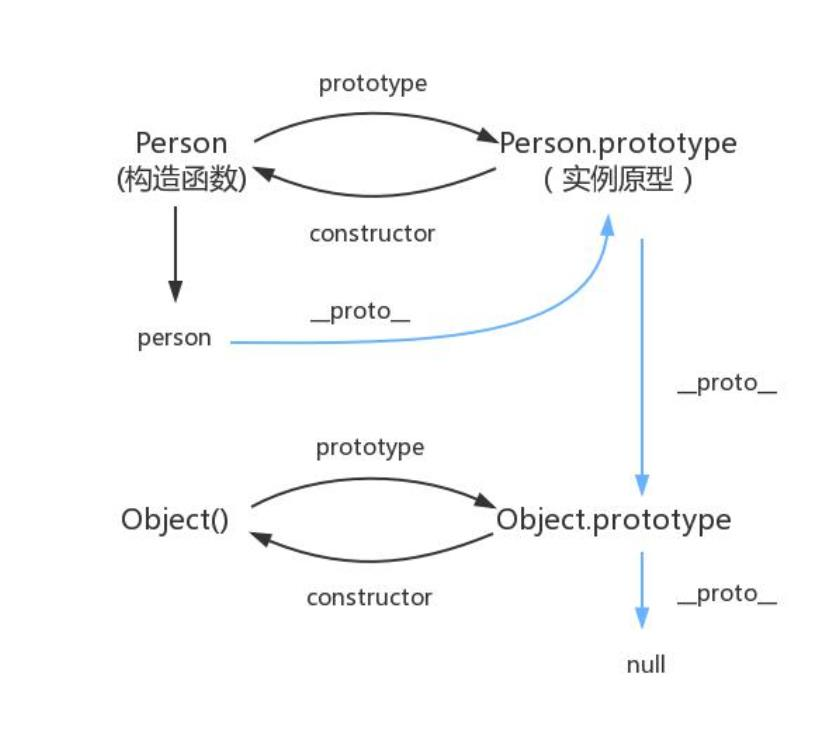 prototype
Person
(构造函数)
Person.prototype
（ 实例原型 ）
constructor
__proto__
person
__proto__
prototype
Object()
Object.prototype
constructor
__proto__
null